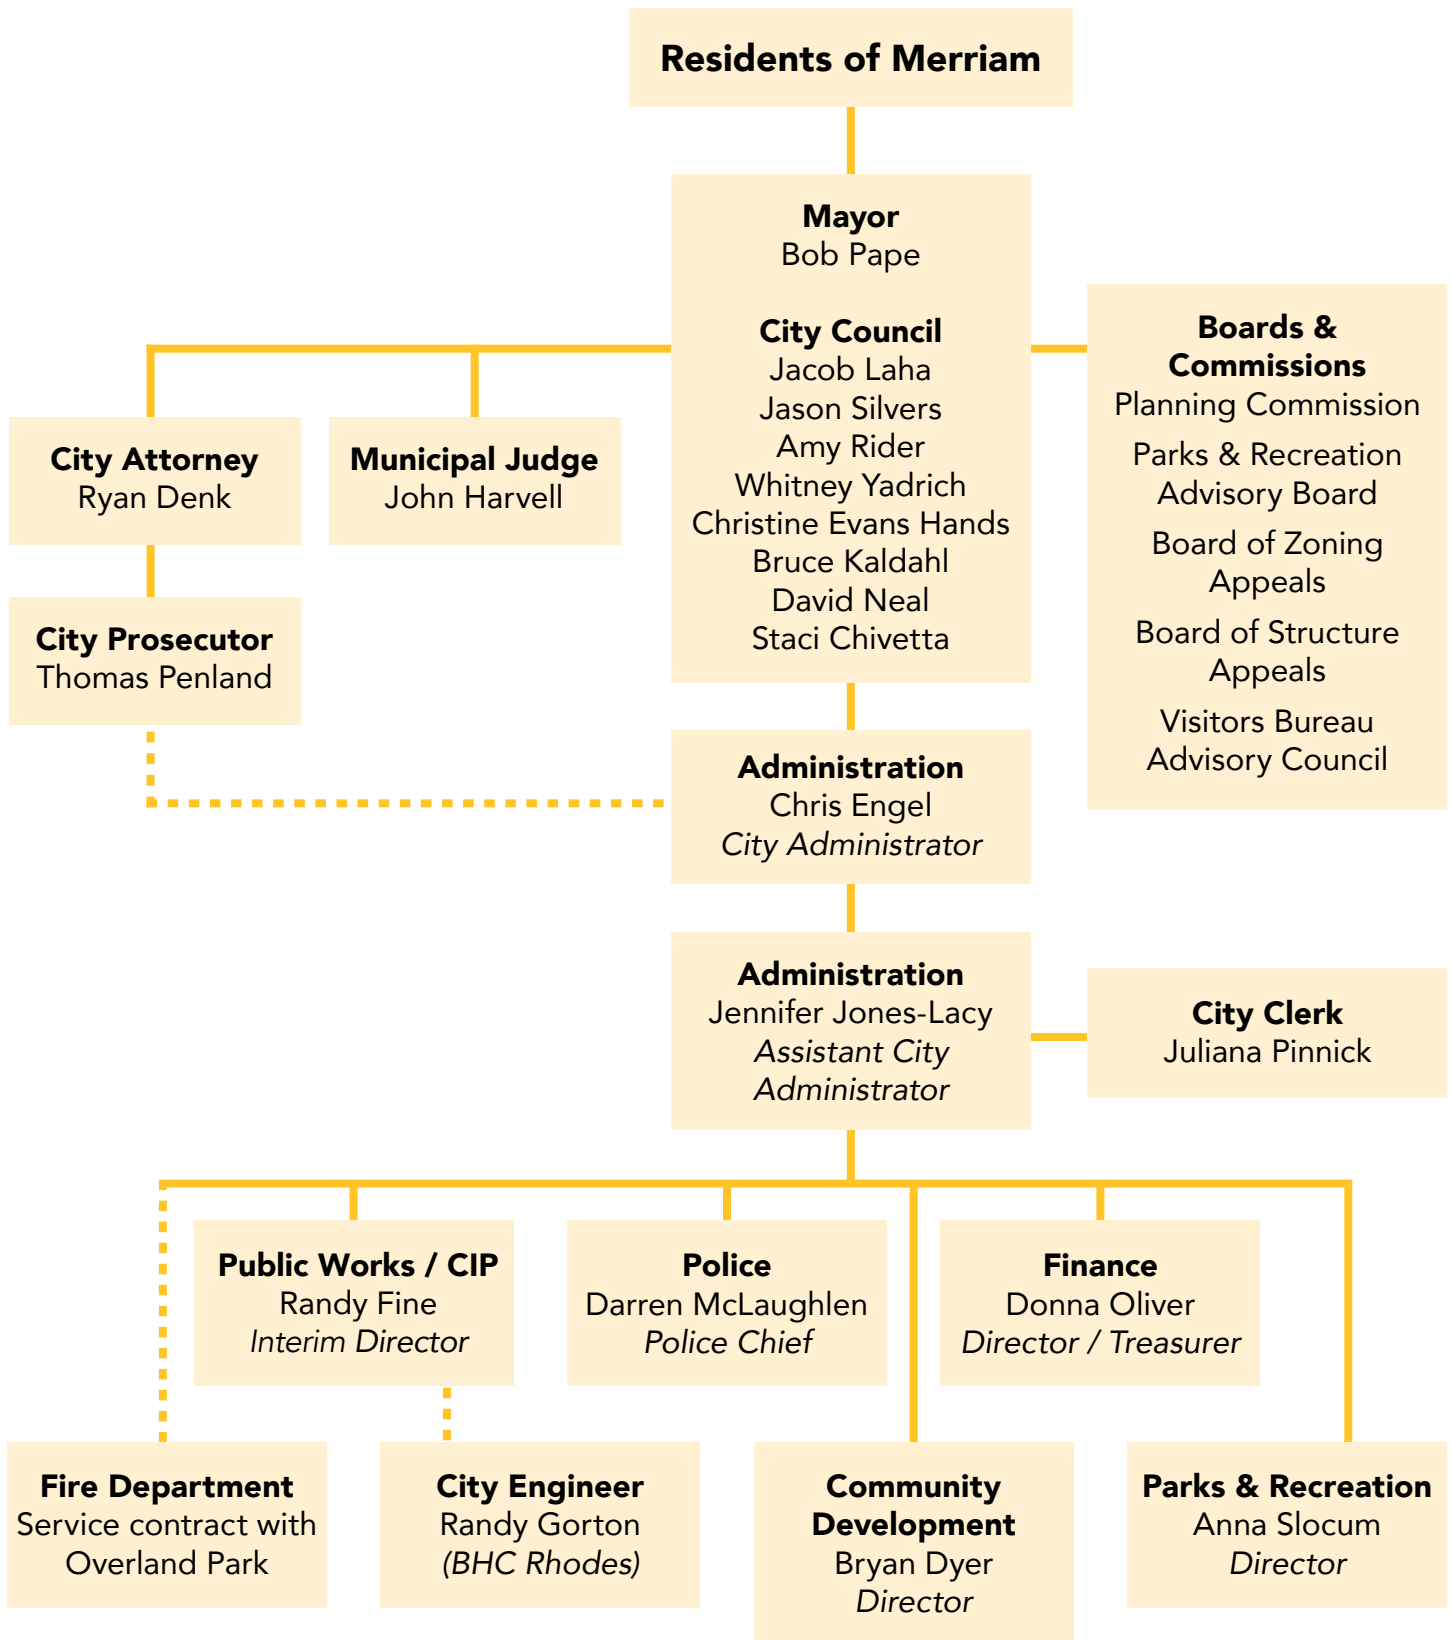 Residents of Merriam
Mayor
Bob Pape
City Council
Jacob Laha
Jason Silvers
Amy Rider
Whitney Yadrich
Christine Evans Hands
Bruce Kaldahl
David Neal
Staci Chivetta
Boards &
Commissions
Planning Commission
Parks & Recreation
Advisory Board
Board of Zoning
Appeals
Board of Structure
Appeals
Visitors Bureau
Advisory Council
City Attorney
Ryan Denk
Municipal Judge
John Harvell
City Prosecutor
Thomas Penland
Administration
Chris Engel
City Administrator
Administration
Jennifer Jones-Lacy
Assistant City
Administrator
City Clerk
Juliana Pinnick
Public Works / CIP
Randy Fine
Interim Director
Police
Darren McLaughlen
Police Chief
Finance
Donna Oliver
Director / Treasurer
Fire Department
Service contract with
Overland Park
City Engineer
Randy Gorton
(BHC Rhodes)
Community
Development
Bryan Dyer
Director
Parks & Recreation
Anna Slocum
Director